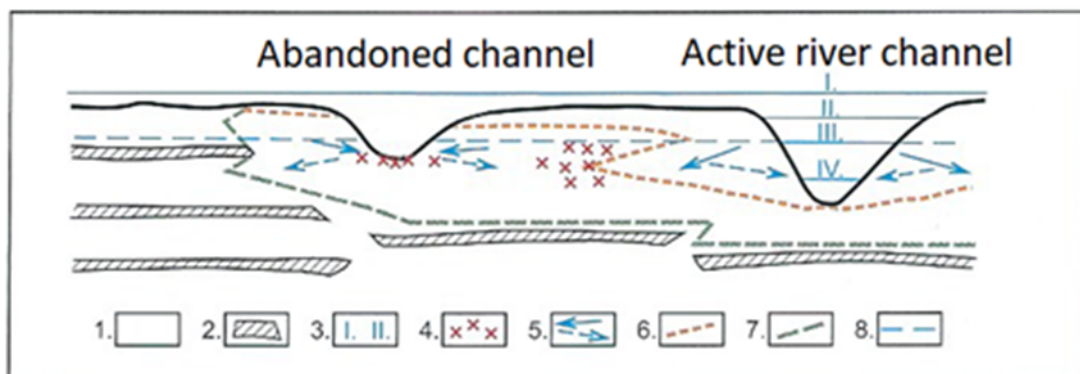 Abandoned channel
Active river channel
I.
II.
III.
IV.
1. 2. 3. I. II. 4. 5. 6. 7. 8.